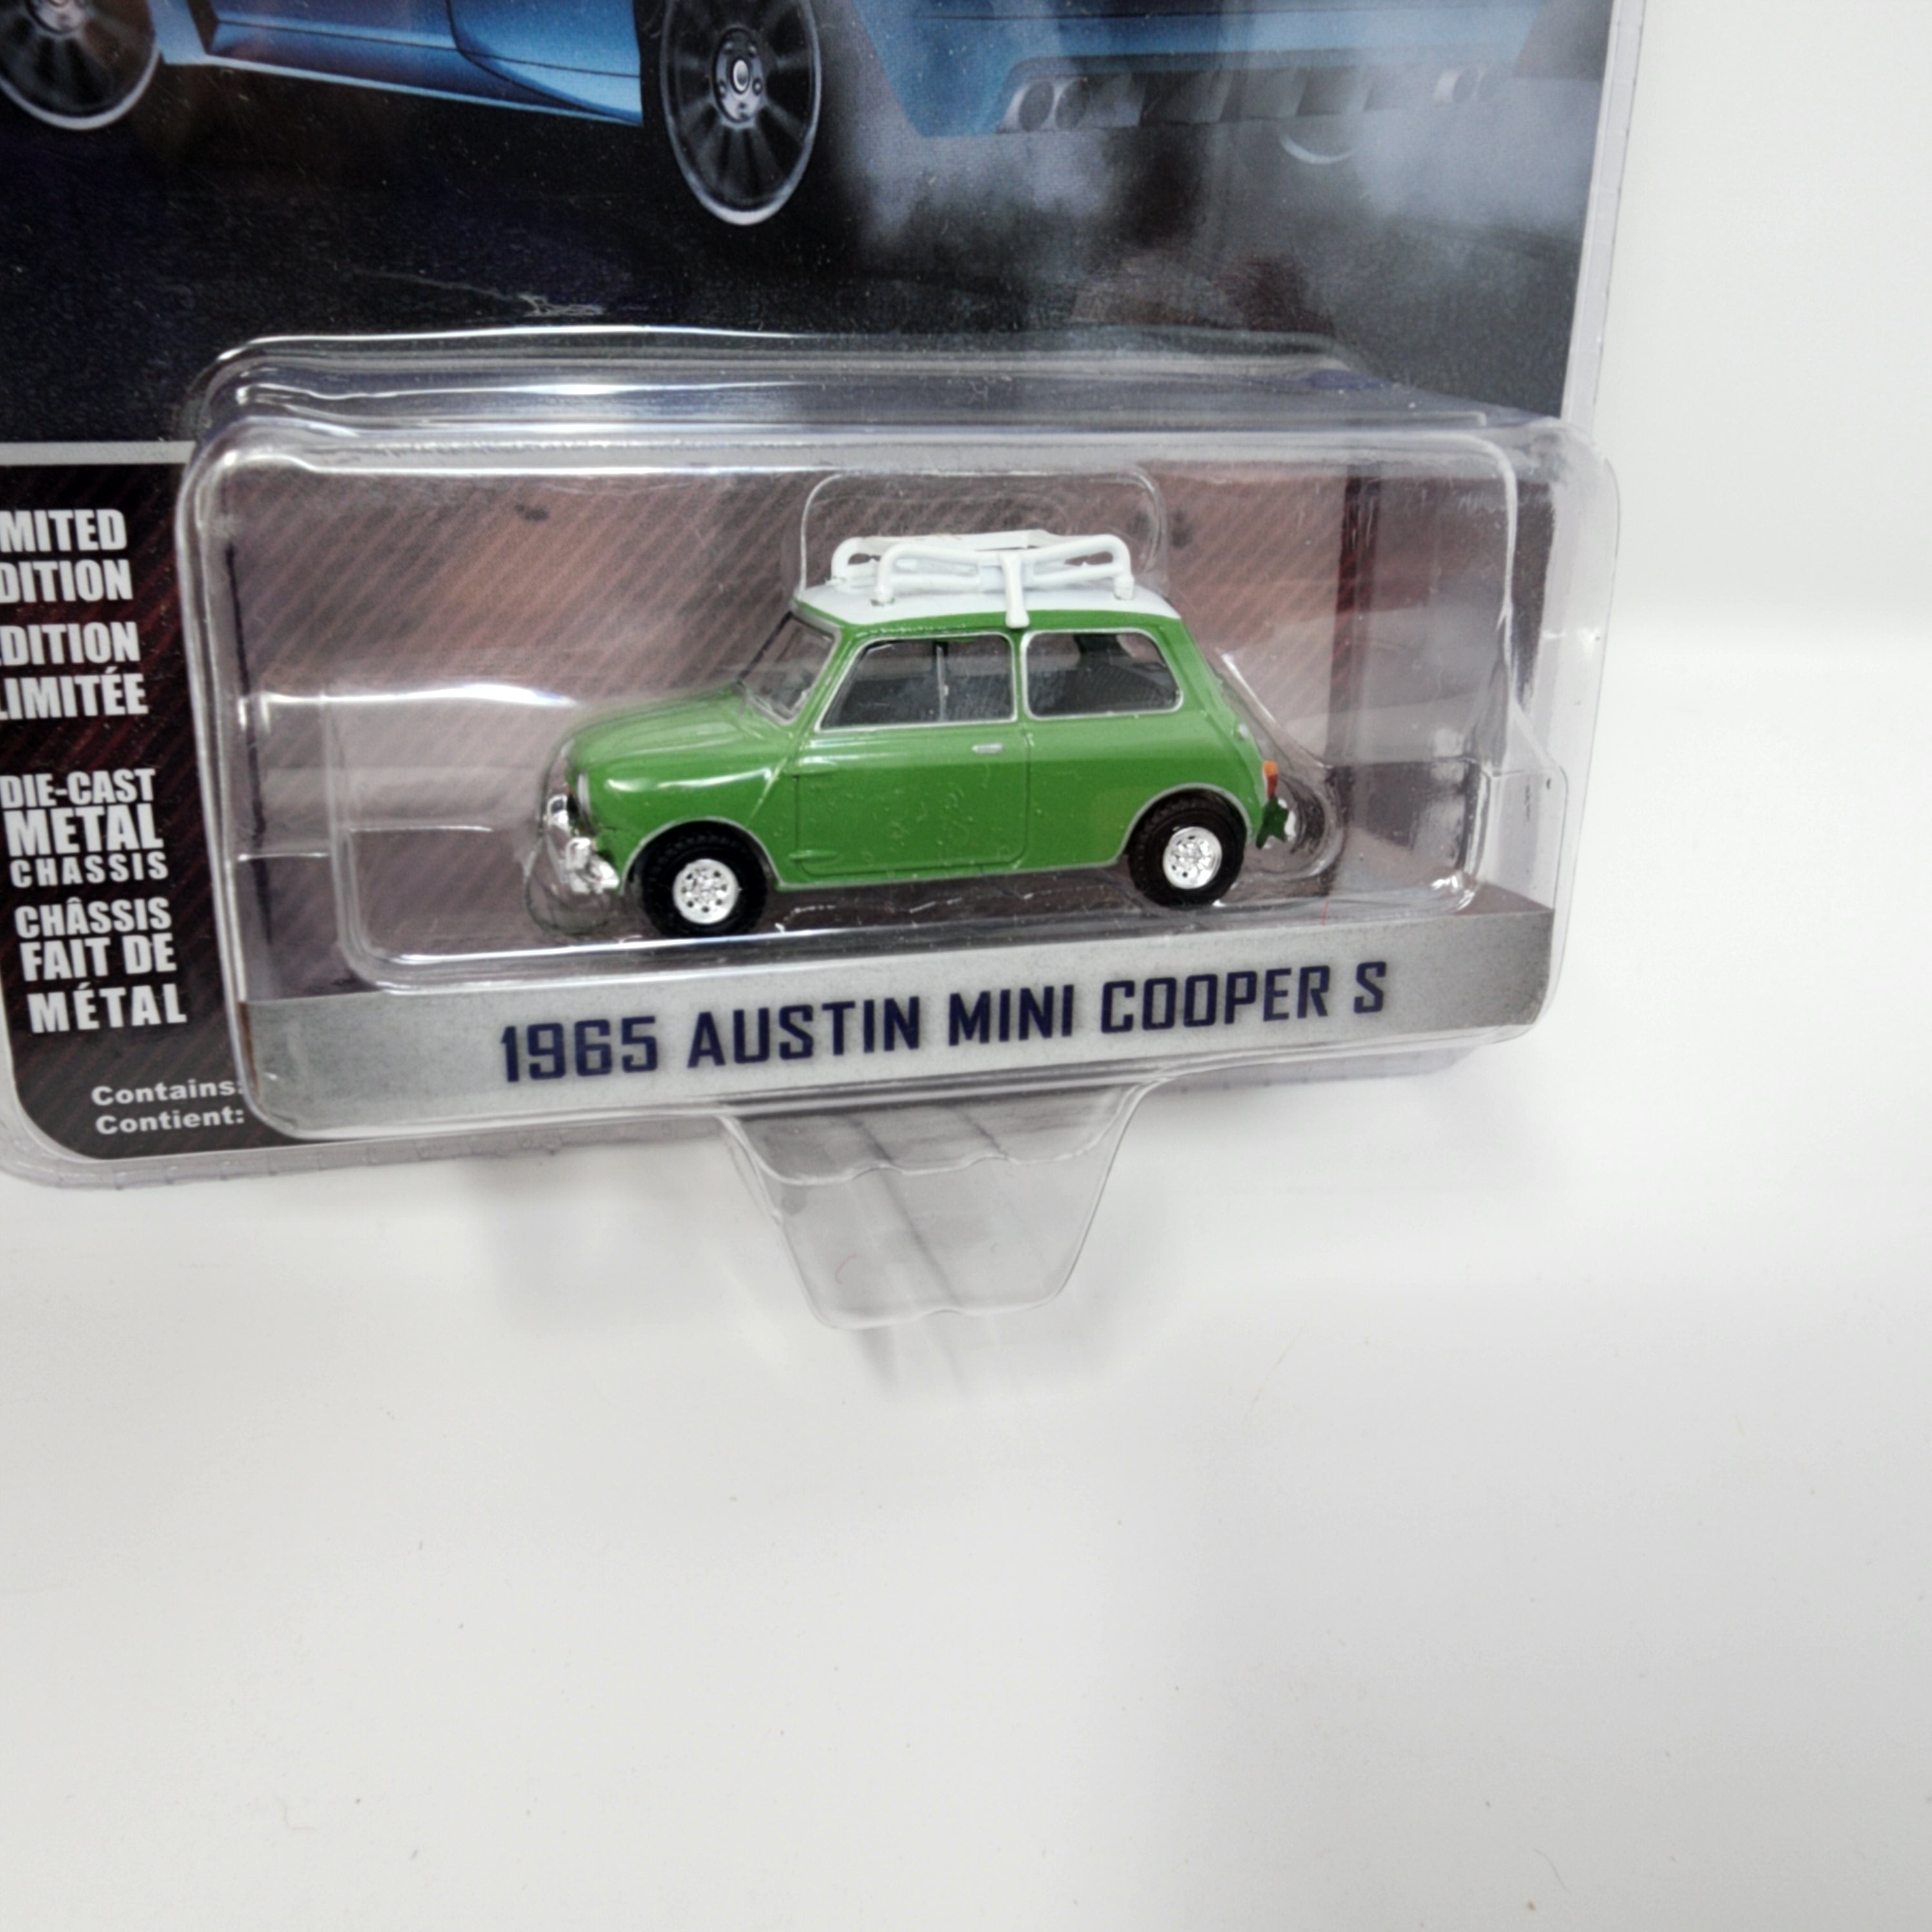 MITED
DITION
EDITION
LIMITÉE
DIE-CAST
METAL
CHASSIS
CHÂSSIS
FAIT DE
MÉTAL
Contains:
Contient:
1965 AUSTIN MINI COOPER S